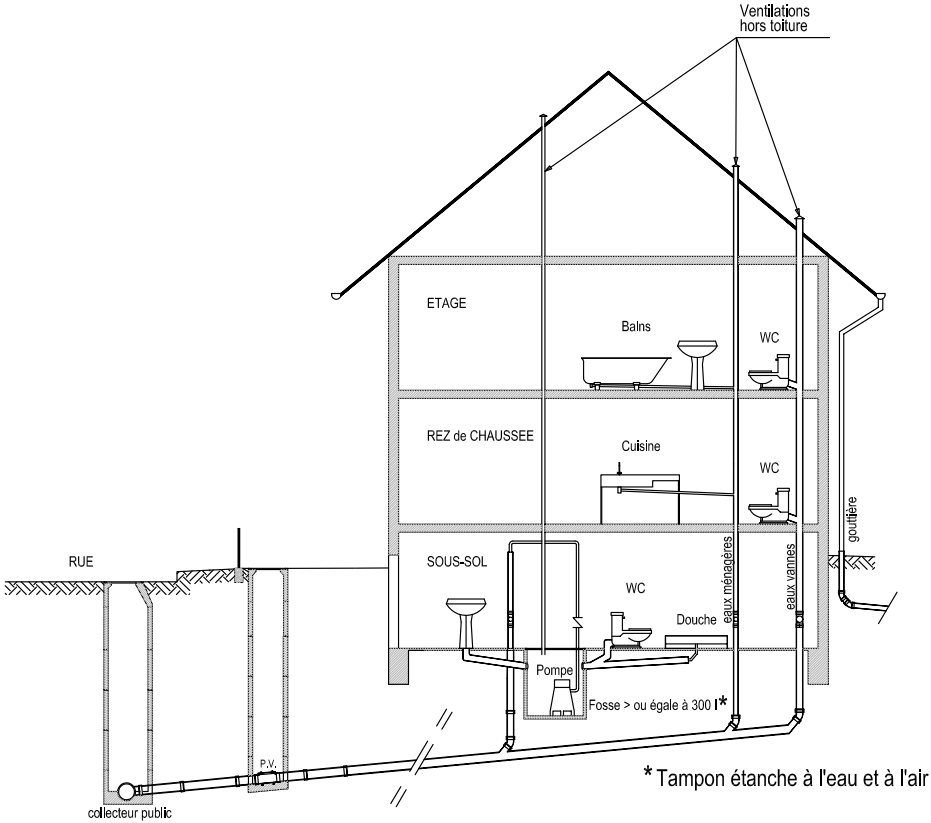 Ventilations
hors toiture
ETAGE
Bains
WC
REZ de CHAUSSEE
Cuisine
WC
gouttière
RUE
SOUS-SOL
WC
Douche
eaux ménagères
eaux vannes
Pompe
Fosse > ou égale à 300 l*
P.V.
* Tampon étanche à l'eau et à l'air
collecteur public